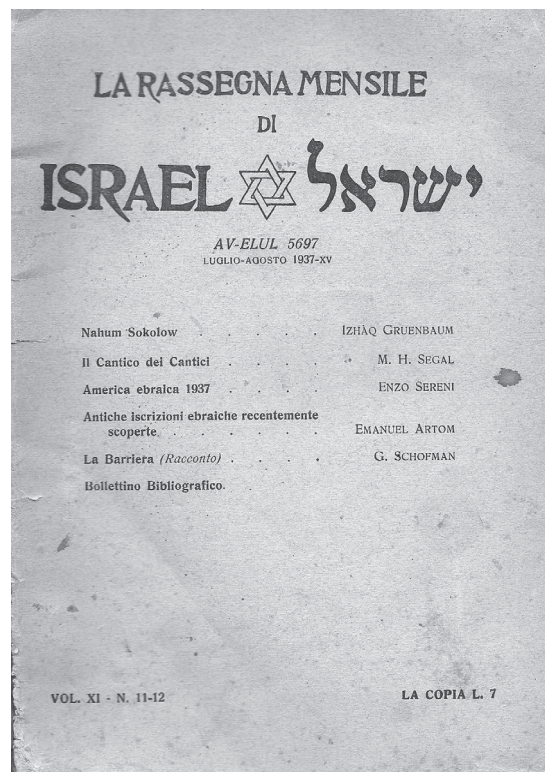 LA RASSEGNA MENSILE
DI
ISRAEL ישראל
AV-ELUL 5697
LUGLIO-AGOSTO 1937-XV
Nahum Sokolow . . . . . IZHÀQ GRUENBAUM
Il Cantico dei Cantici . . . . . M. H. SEGAL
America ebraica 1937 . . . . ENZO SERENI
Antiche iscrizioni ebraiche recentemente
scoperte . . . . . . EMANUEL ARTOM
La Barriera (Racconto) . . . . G. SCHOFMAN
Bollettino Bibliografico.
VOL. XI - N. 11-12
LA COPIA L. 7